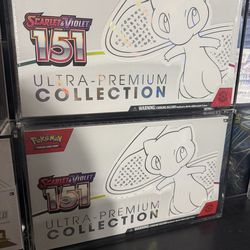 SCARLET & VIOLET
151
ULTRA-PREMIUM
COLLECTION
WARNING:
Pokémon
SCARLET & VIOLET
151
ULTRA-PREMIUM
COLLECTION